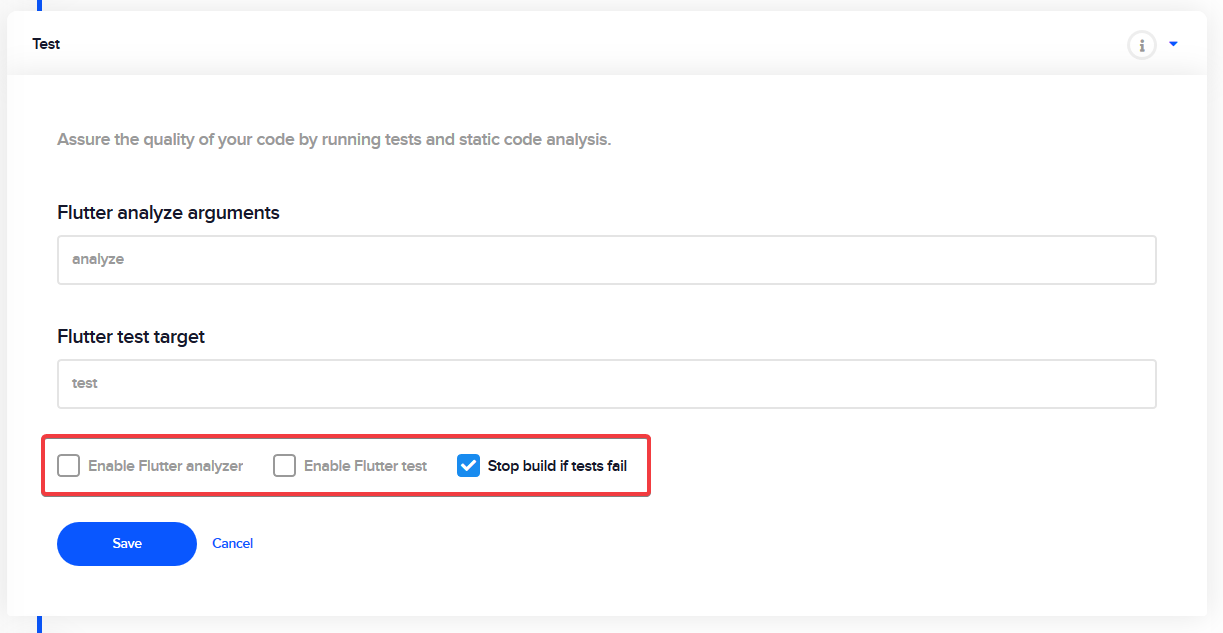 Test
Assure the quality of your code by running tests and static code analysis.
Flutter analyze arguments
analyze
Flutter test target
test
Enable Flutter analyzer Enable Flutter test Stop build if tests fail
Save Cancel